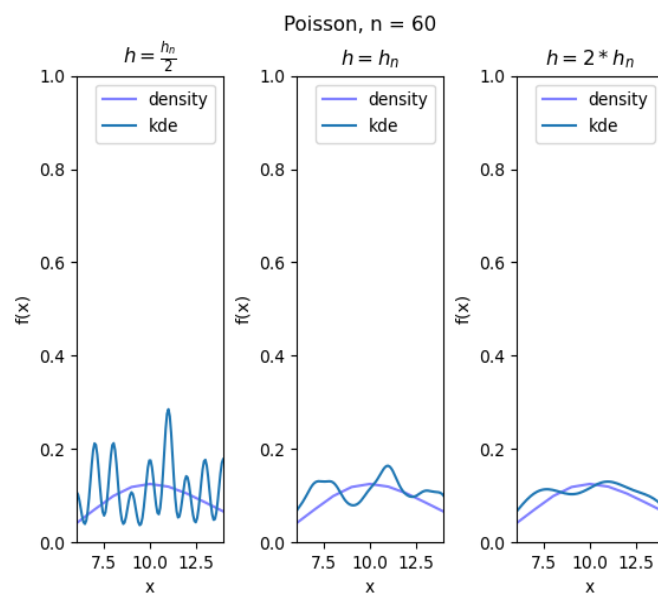 Poisson, n = 60
h = h_n/2
h = h_n
h = 2 * h_n
1.0
0.8
0.6
0.4
0.2
0.0
f(x)
7.5 10.0 12.5
x
density
kde
1.0
0.8
0.6
0.4
0.2
0.0
f(x)
7.5 10.0 12.5
x
density
kde
1.0
0.8
0.6
0.4
0.2
0.0
f(x)
7.5 10.0 12.5
x
density
kde